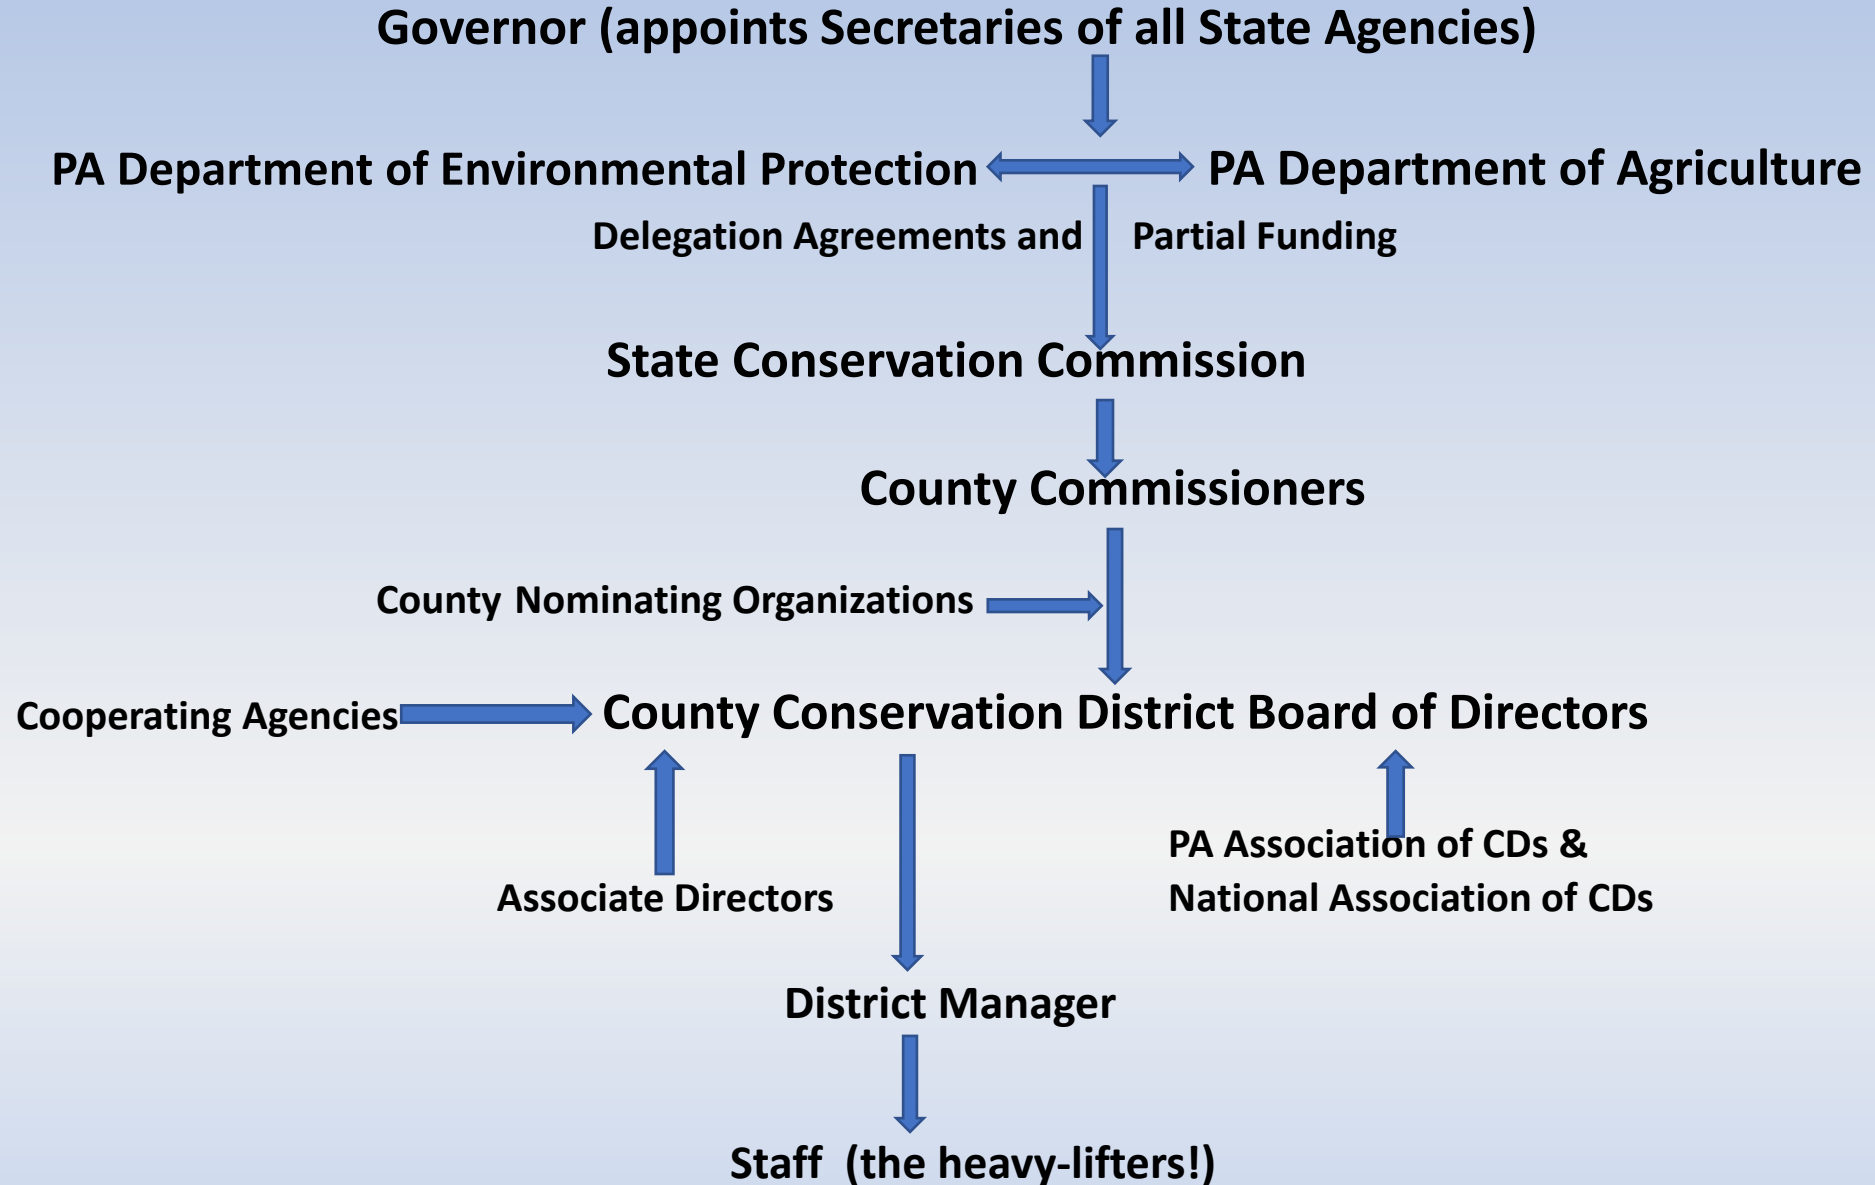 Governor (appoints Secretaries of all State Agencies)
PA Department of Environmental Protection
PA Department of Agriculture
Delegation Agreements and Partial Funding
State Conservation Commission
County Commissioners
County Nominating Organizations
Cooperating Agencies
County Conservation District Board of Directors
PA Association of CDs &
National Association of CDs
Associate Directors
District Manager
Staff (the heavy-lifters!)